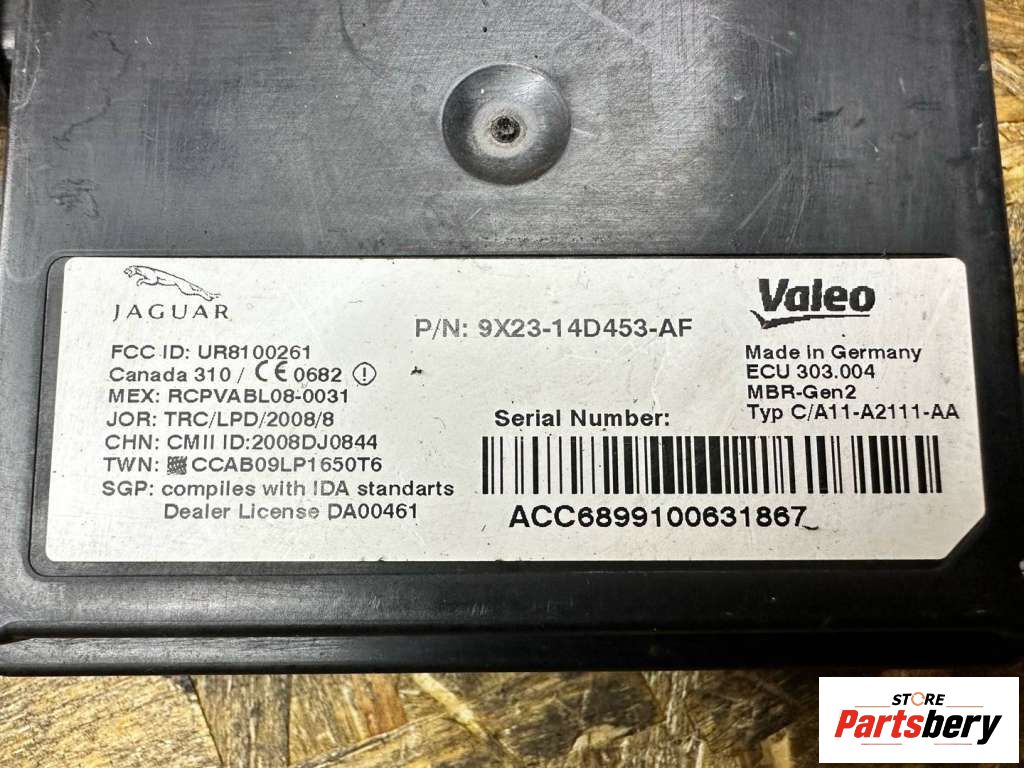 JAGUAR
P/N: 9X23-14D453-AF
Valeo
FCC ID: UR8100261
Canada 310 / CE 0682
MEX: RCPVABL08-0031
JOR: TRC/LPD/2008/8
CHN: CMII ID:2008DJ0844
TWN: CCAB09LP1650T6
SGP: compiles with IDA standarts
Dealer License DA00461
Serial Number:
ACC6899100631867
Made in Germany
ECU 303.004
MBR-Gen2
Typ C/A11-A2111-AA
STORE
Partsbery